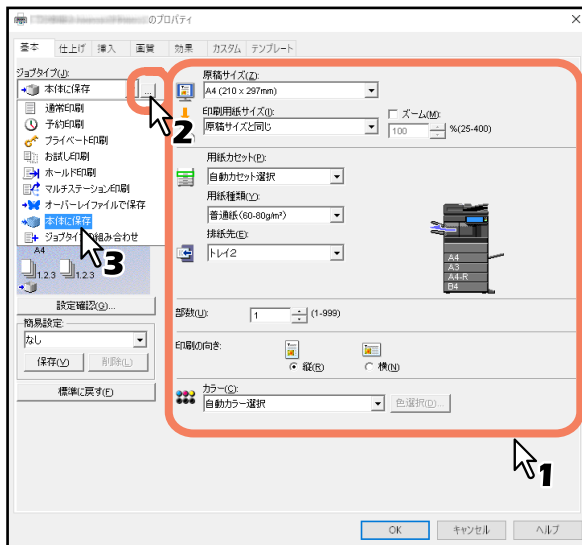 のプロパティ
基本 仕上げ 挿入 画質 効果 カスタム テンプレート
ジョブタイプ(J):
本体に保存
...
通常印刷
予約印刷
プライベート印刷
お試し印刷
ホールド印刷
マルチステーション印刷
オーバーレイファイルで保存
本体に保存
ジョブタイプの組み合わせ
A4
1.2.3 1.2.3
設定確認(Q)...
簡易設定:
なし
保存(V) 削除(L)
標準に戻す(F)
原稿サイズ(Z):
A4 (210 x 297mm)
印刷用紙サイズ(G):
原稿サイズと同じ
ズーム(M):
100 %(25-400)
用紙カセット(P):
自動カセット選択
用紙種類(Y):
普通紙(60-80g/m²)
排紙先(E):
トレイ2
A4
A3
A4-R
B4
部数(U):
1 (1-999)
印刷の向き:
縦(R) 横(N)
カラー(C):
自動カラー選択
色選択(D)...
1
2
3
OK キャンセル ヘルプ